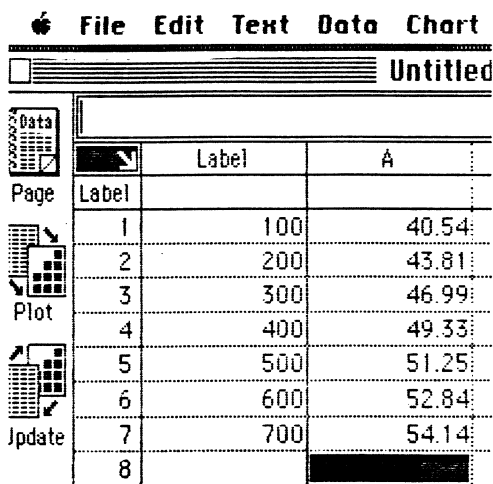 File Edit Text Data Chart
Untitled
Data
Label A
Page Label
1 100 40.54
2 200 43.81
3 300 46.99
Plot
4 400 49.33
5 500 51.25
6 600 52.84
Update 7 700 54.14
8